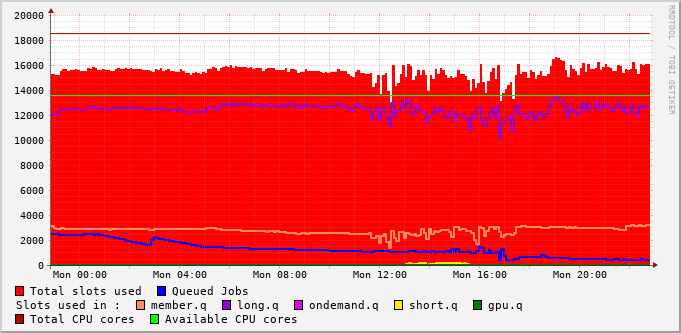 20000
18000
16000
14000
12000
10000
8000
6000
4000
2000
0
Mon 00:00 Mon 04:00 Mon 08:00 Mon 12:00 Mon 16:00 Mon 20:00
Total slots used Queued Jobs
Slots used in : member.q long.q ondemand.q short.q gpu.q
Total CPU cores Available CPU cores
RRDTOOL / TOBI OETIKER